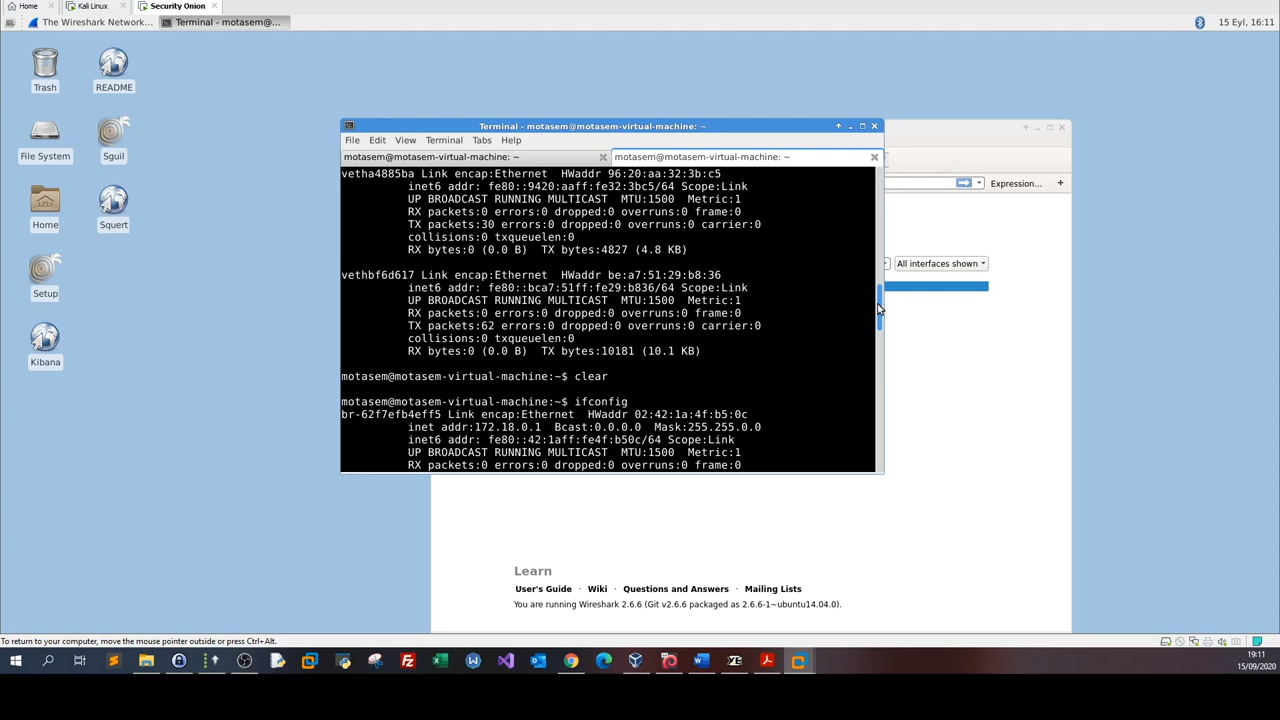 Home
Kali Linux
Security Onion
The Wireshark Network...
Terminal - motasem@...
15 Eyl, 16:11
Trash
README
File System
Sguil
Home
Squert
Setup
Kibana
Terminal - motasem@motasem-virtual-machine: ~
File Edit View Terminal Tabs Help
motasem@motasem-virtual-machine: ~
motasem@motasem-virtual-machine: ~
vetha4885ba Link encap:Ethernet HWaddr 96:20:aa:32:3b:c5
inet6 addr: fe80::9420:aaff:fe32:3bc5/64 Scope:Link
UP BROADCAST RUNNING MULTICAST MTU:1500 Metric:1
RX packets:0 errors:0 dropped:0 overruns:0 frame:0
TX packets:30 errors:0 dropped:0 overruns:0 carrier:0
collisions:0 txqueuelen:0
RX bytes:0 (0.0 B) TX bytes:4827 (4.8 KB)
vethbf6d617 Link encap:Ethernet HWaddr be:a7:51:29:b8:36
inet6 addr: fe80::bca7:51ff:fe29:b836/64 Scope:Link
UP BROADCAST RUNNING MULTICAST MTU:1500 Metric:1
RX packets:0 errors:0 dropped:0 overruns:0 frame:0
TX packets:62 errors:0 dropped:0 overruns:0 carrier:0
collisions:0 txqueuelen:0
RX bytes:0 (0.0 B) TX bytes:10181 (10.1 KB)
motasem@motasem-virtual-machine:~$ clear
motasem@motasem-virtual-machine:~$ ifconfig
br-62f7efb4eff5 Link encap:Ethernet HWaddr 02:42:1a:4f:b5:0c
inet addr:172.18.0.1 Bcast:0.0.0.0 Mask:255.255.0.0
inet6 addr: fe80::42:1aff:fe4f:b50c/64 Scope:Link
UP BROADCAST RUNNING MULTICAST MTU:1500 Metric:1
RX packets:0 errors:0 dropped:0 overruns:0 frame:0
Expression... +
All interfaces shown
Learn
User's Guide · Wiki · Questions and Answers · Mailing Lists
You are running Wireshark 2.6.6 (Git v2.6.6 packaged as 2.6.6-1~ubuntu14.04.0).
To return to your computer, move the mouse pointer outside or press Ctrl+Alt.
19:11
15/09/2020